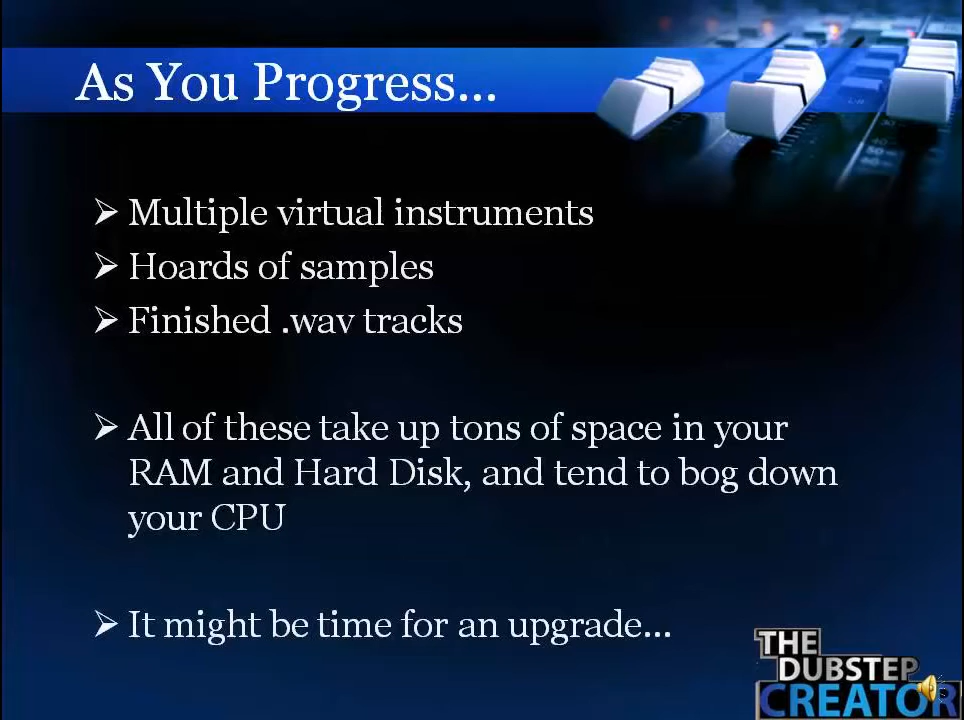 As You Progress...
➢ Multiple virtual instruments
➢ Hoards of samples
➢ Finished .wav tracks
➢ All of these take up tons of space in your
RAM and Hard Disk, and tend to bog down
your CPU
➢ It might be time for an upgrade...
THE
DUBSTEP
CREATOR